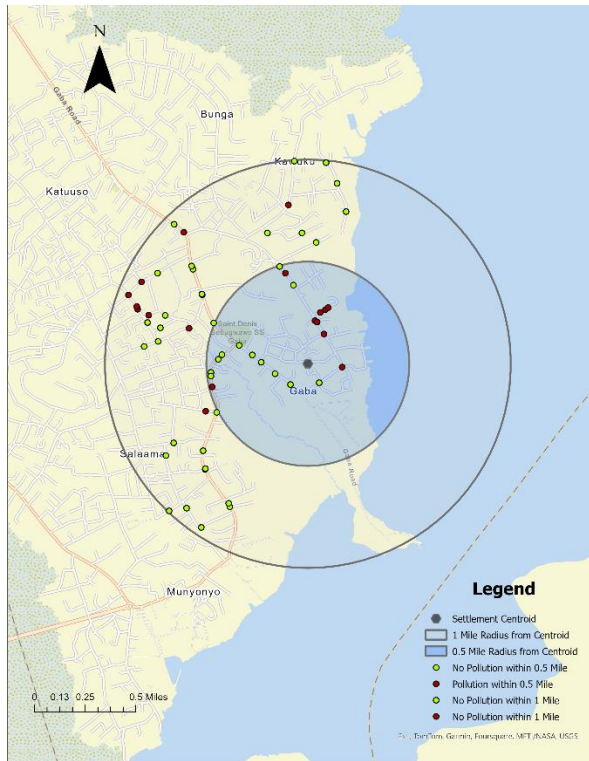 N
Gaba Road
Bunga
Katuuso
Kawuku
Saint Denis
Ssebugwawo SS
Gaba
Gaba
Gaba Road
Salaama
Munyonyo
Legend
Settlement Centroid
1 Mile Radius from Centroid
0.5 Mile Radius from Centroid
No Pollution within 0.5 Mile
Pollution within 0.5 Mile
No Pollution within 1 Mile
No Pollution within 1 Mile
0 0.13 0.25 0.5 Miles
TomTom, Garmin, Foursquare, METI/NASA, USGS